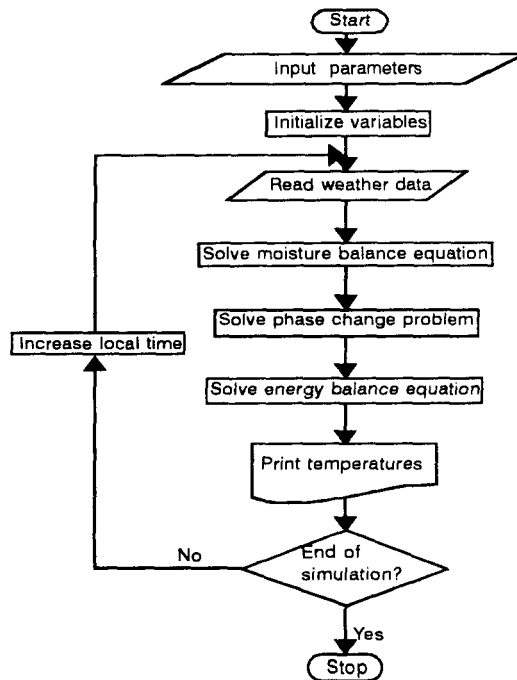 Start
Input parameters
Initialize variables
Read weather data
Solve moisture balance equation
Solve phase change problem
Increase local time
Solve energy balance equation
Print temperatures
End of
simulation?
No
Yes
Stop